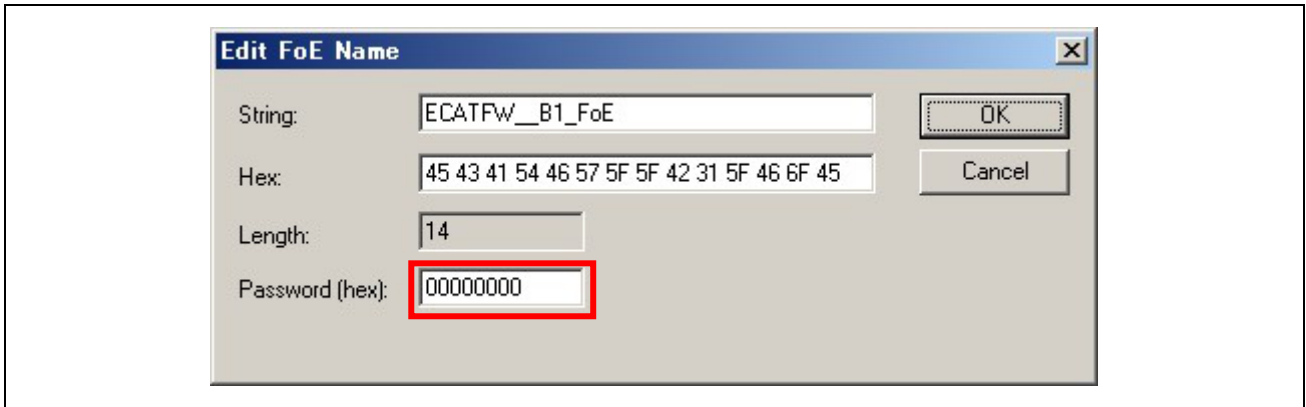 Edit FoE Name
String: ECATFW__B1_FoE OK
Hex: 45 43 41 54 46 57 5F 5F 42 31 5F 46 6F 45 Cancel
Length: 14
Password (hex): 00000000